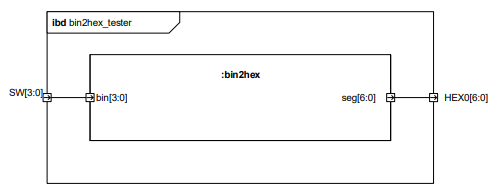 ibd bin2hex_tester
:bin2hex
SW[3:0] bin[3:0] seg[6:0] HEX0[6:0]